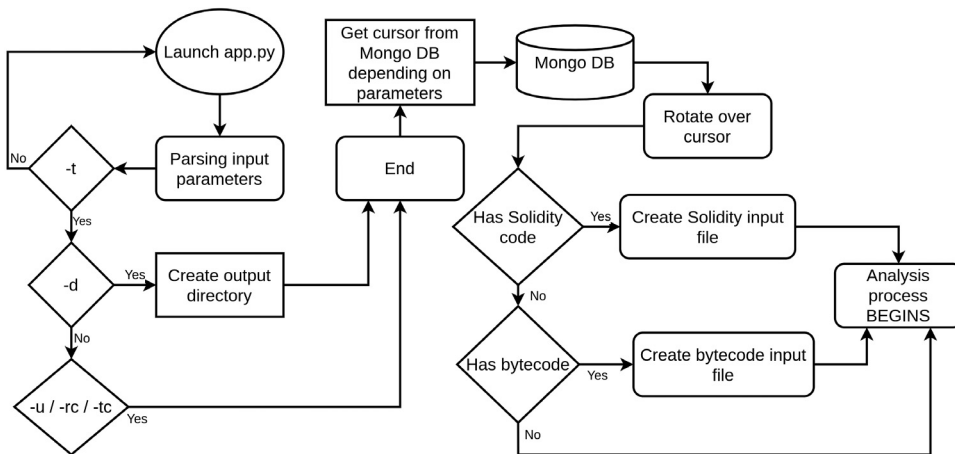 Launch app.py
Parsing input
parameters
No
-t
Yes
-d
Yes
Create output
directory
No
-u / -rc / -tc
Yes
End
Get cursor from
Mongo DB
depending on
parameters
Mongo DB
Rotate over
cursor
Has Solidity
code
Yes
Create Solidity input
file
No
Has bytecode
Yes
Create bytecode input
file
No
Analysis
process
BEGINS